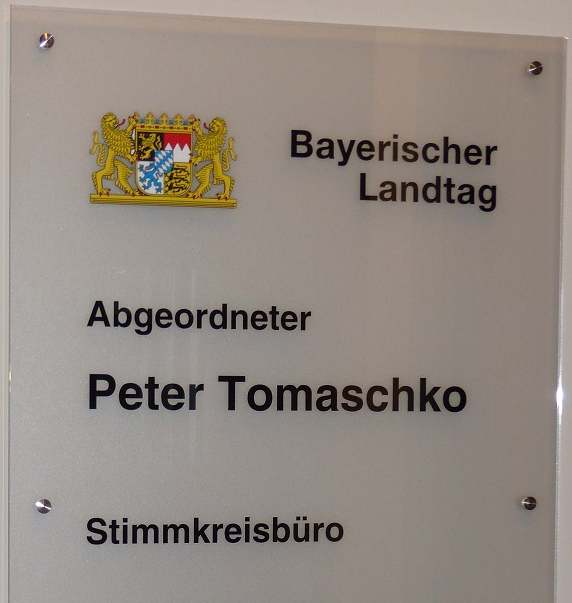 Bayerischer
Landtag
Abgeordneter
Peter Tomaschko
Stimmkreisbüro